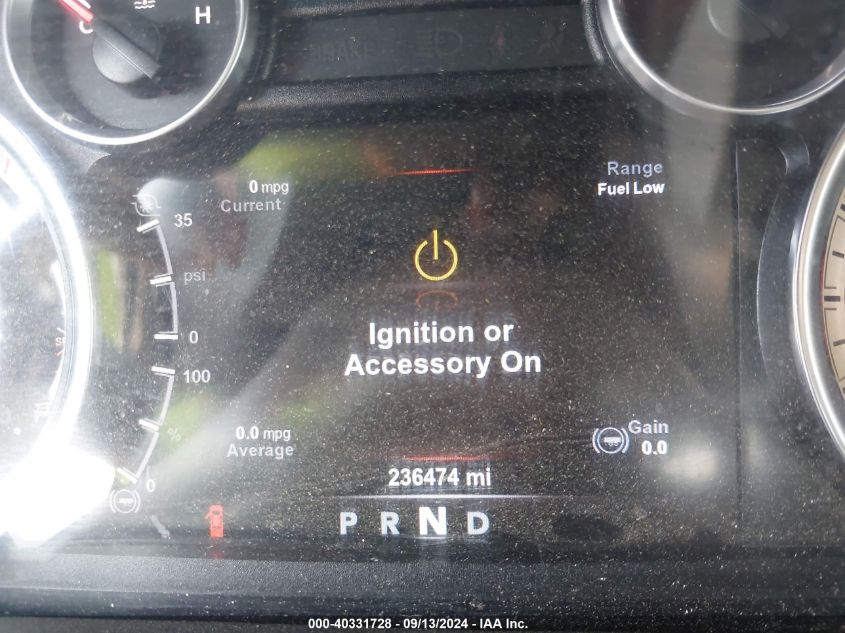 C H
BRAKE
0 mpg
Current
Range
Fuel Low
35
psi
0
Ignition or
Accessory On
100
%
0
0.0 mpg
Average
Gain
0.0
236474 mi
P R N D
000-40331728 - 09/13/2024 - IAA Inc.